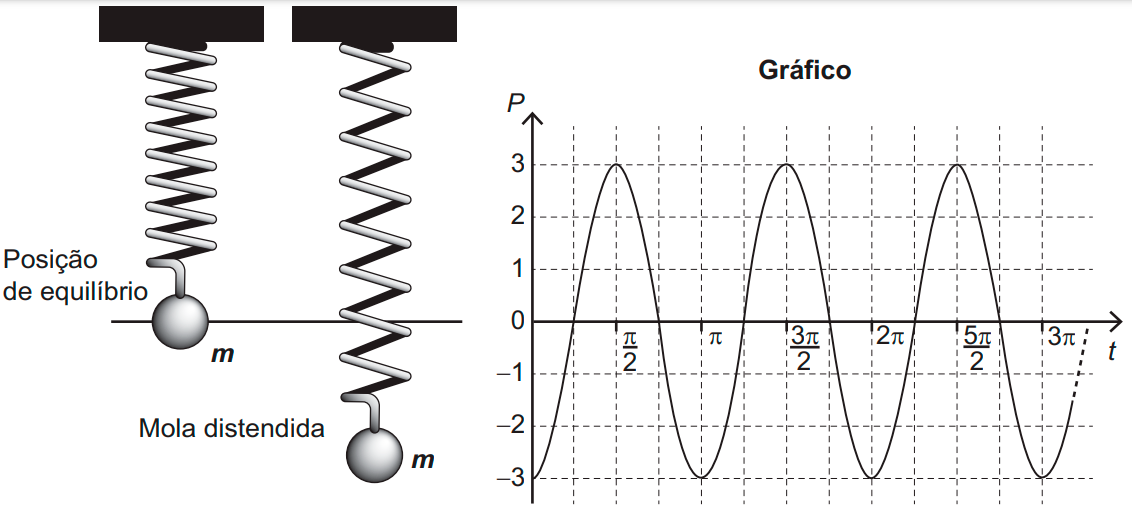 Posição
de equilíbrio
m
Mola distendida
m
Gráfico
P
3
2
1
0
–1
–2
–3
π
2
π
3π
2
2π
5π
2
3π
t